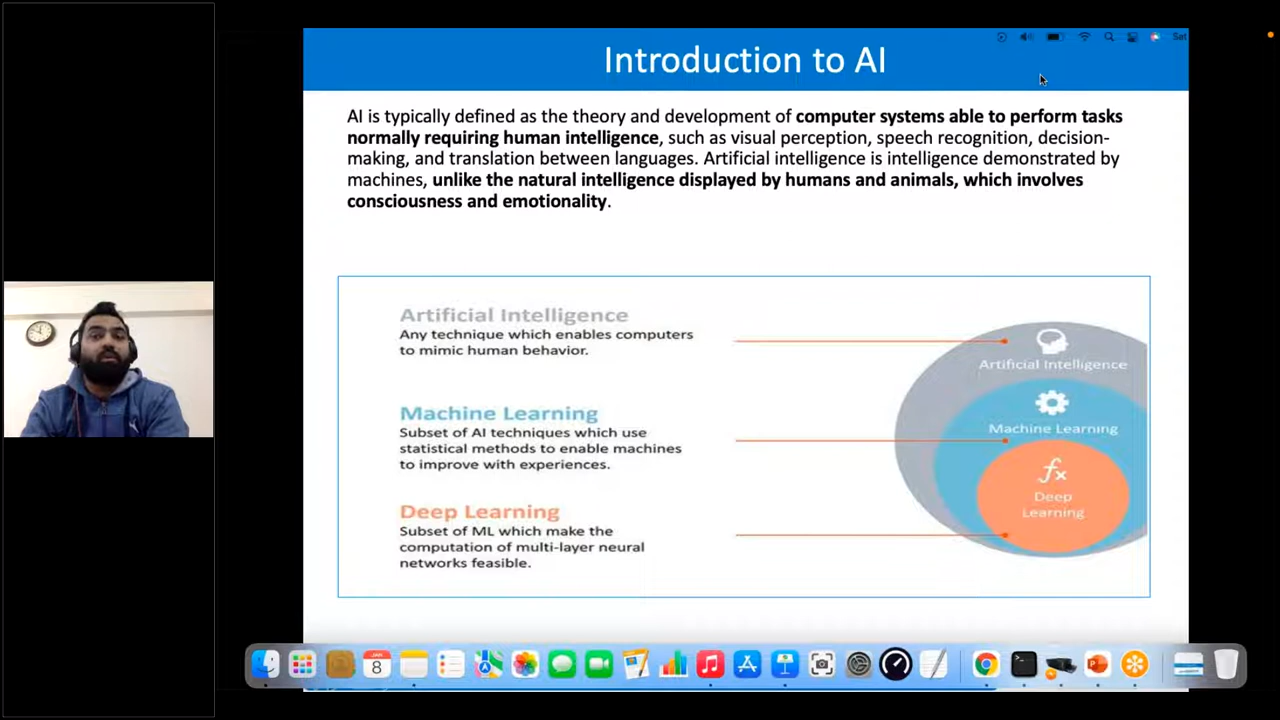 Introduction to AI
Sat
AI is typically defined as the theory and development of computer systems able to perform tasks
normally requiring human intelligence, such as visual perception, speech recognition, decision-
making, and translation between languages. Artificial intelligence is intelligence demonstrated by
machines, unlike the natural intelligence displayed by humans and animals, which involves
consciousness and emotionality.
Artificial Intelligence
Any technique which enables computers
to mimic human behavior.
Machine Learning
Subset of AI techniques which use
statistical methods to enable machines
to improve with experiences.
Deep Learning
Subset of ML which make the
computation of multi-layer neural
networks feasible.
Artificial Intelligence
Machine Learning
fx
Deep
Learning
JAN
8